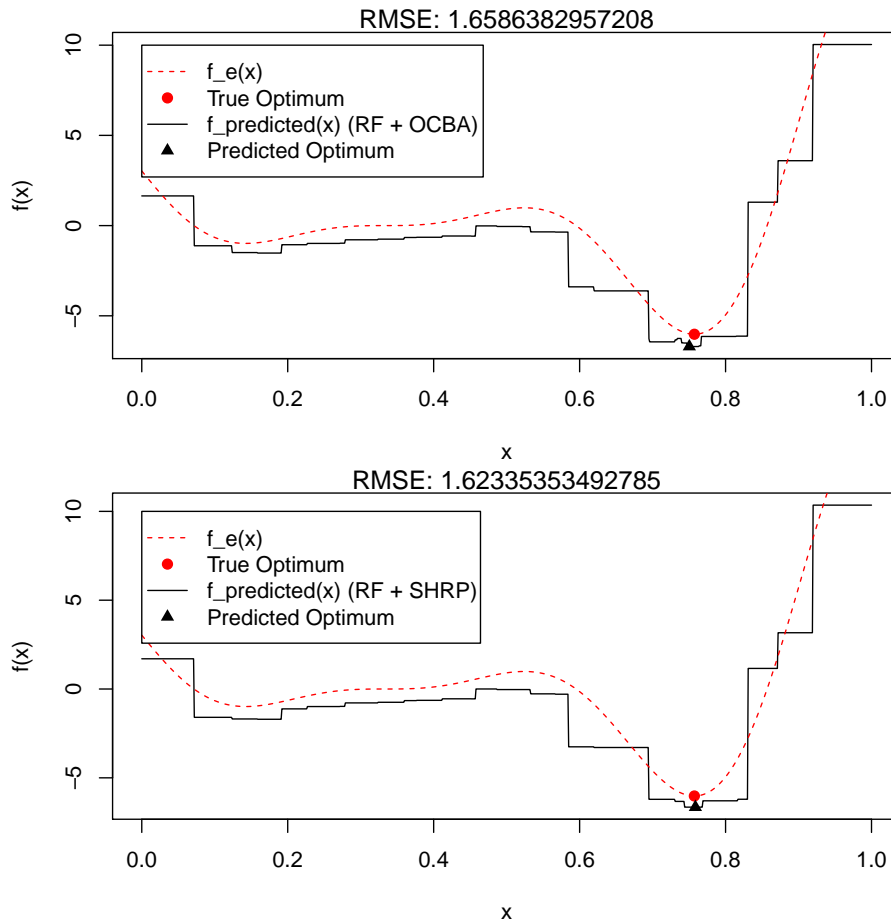 RMSE: 1.6586382957208
f_e(x)
True Optimum
f_predicted(x) (RF + OCBA)
Predicted Optimum
10
5
0
−5
f(x)
0.0 0.2 0.4 0.6 0.8 1.0
x
RMSE: 1.62335353492785
f_e(x)
True Optimum
f_predicted(x) (RF + SHRP)
Predicted Optimum
10
5
0
−5
f(x)
0.0 0.2 0.4 0.6 0.8 1.0
x